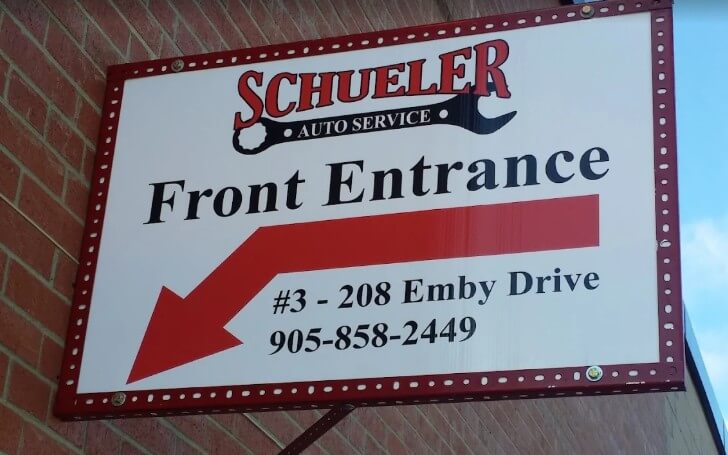 SCHUELER
• AUTO SERVICE •
Front Entrance
#3 - 208 Emby Drive
905-858-2449